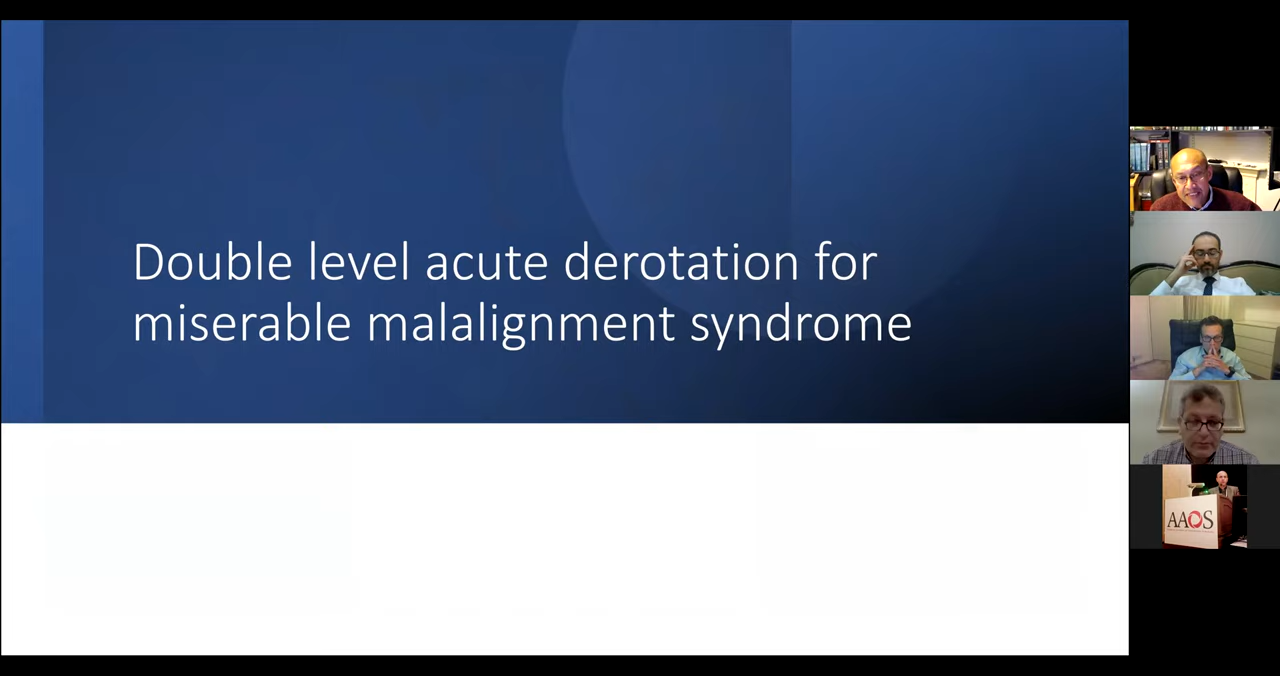 Double level acute derotation for
miserable malalignment syndrome
AAOS